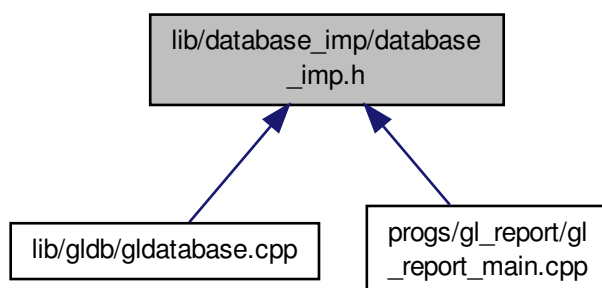 lib/database_imp/database
_imp.h
lib/gldb/gldatabase.cpp
progs/gl_report/gl
_report_main.cpp